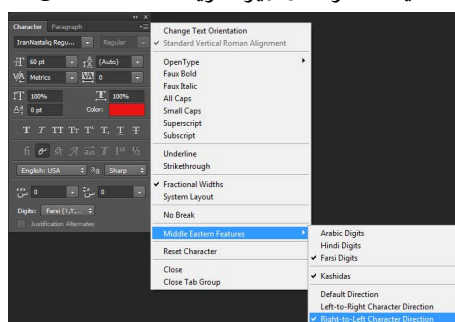 Character Paragraph
IranNastaliq Regu... Regular
60 pt (Auto)
Metrics 0
100% 100%
0 pt Color:
English: USA Sharp
0 0
Digits: Farsi (۱,۲,...
Justification Alternates
Change Text Orientation
Standard Vertical Roman Alignment
OpenType
Faux Bold
Faux Italic
All Caps
Small Caps
Superscript
Subscript
Underline
Strikethrough
Fractional Widths
System Layout
No Break
Middle Eastern Features
Reset Character
Close
Close Tab Group
Arabic Digits
Hindi Digits
Farsi Digits
Kashidas
Default Direction
Left-to-Right Character Direction
Right-to-Left Character Direction